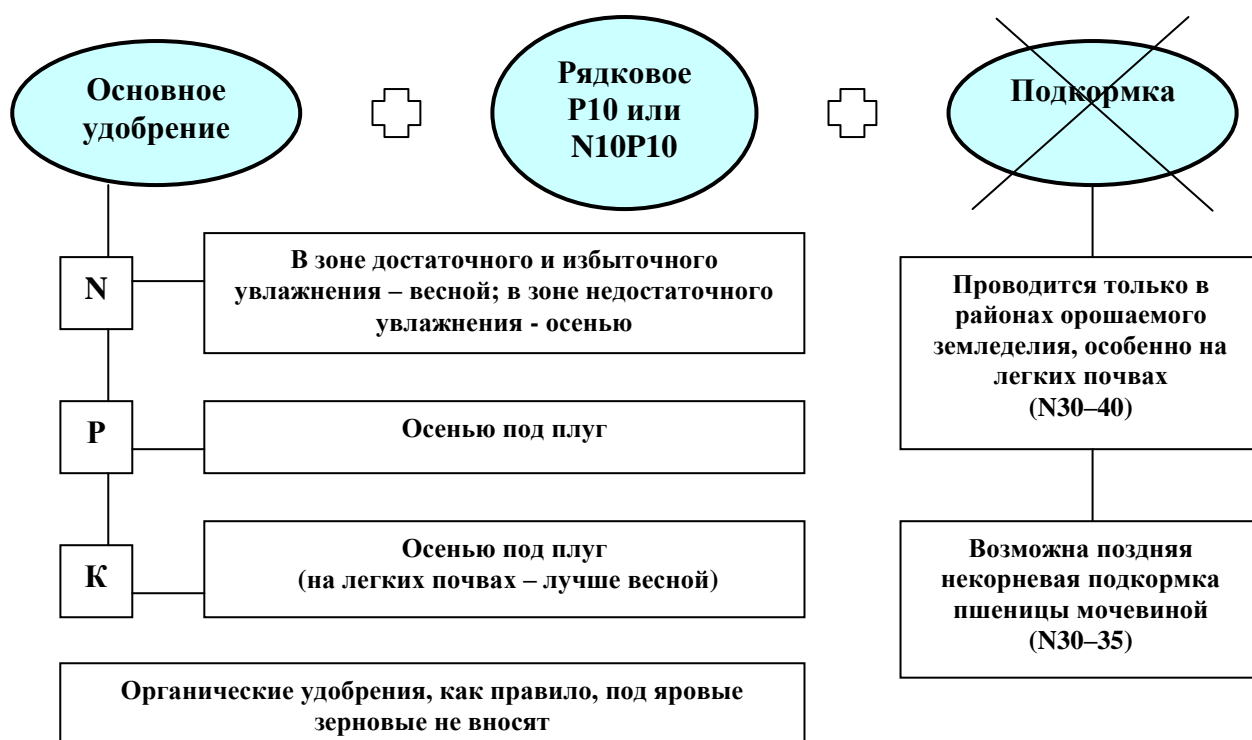 Основное
удобрение
Рядковое
P10 или
N10P10
Подкормка
N
В зоне достаточного и избыточного
увлажнения – весной; в зоне недостаточного
увлажнения - осенью
P
Осенью под плуг
К
Осенью под плуг
(на легких почвах – лучше весной)
Органические удобрения, как правило, под яровые
зерновые не вносят
Проводится только в
районах орошаемого
земледелия, особенно на
легких почвах
(N30–40)
Возможна поздняя
некорневая подкормка
пшеницы мочевиной
(N30–35)